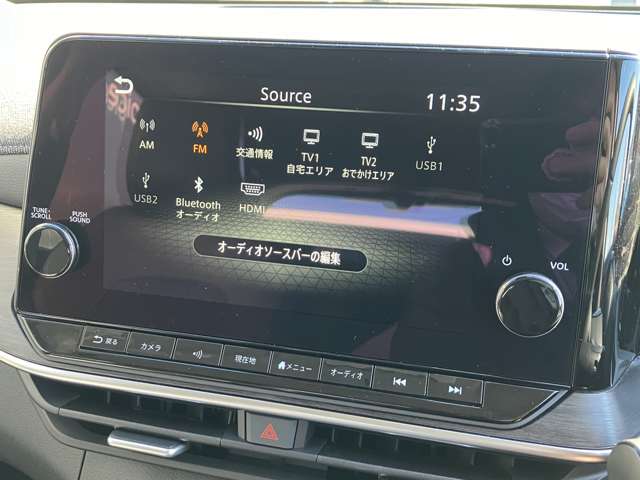 Source
11:35
AM
FM
交通情報
TV1
自宅エリア
TV2
おでかけエリア
USB1
USB2
Bluetooth
オーディオ
HDMI
TUNE・
SCROLL
PUSH
SOUND
オーディオソースバーの編集
VOL
戻る
カメラ
現在地
メニュー
オーディオ